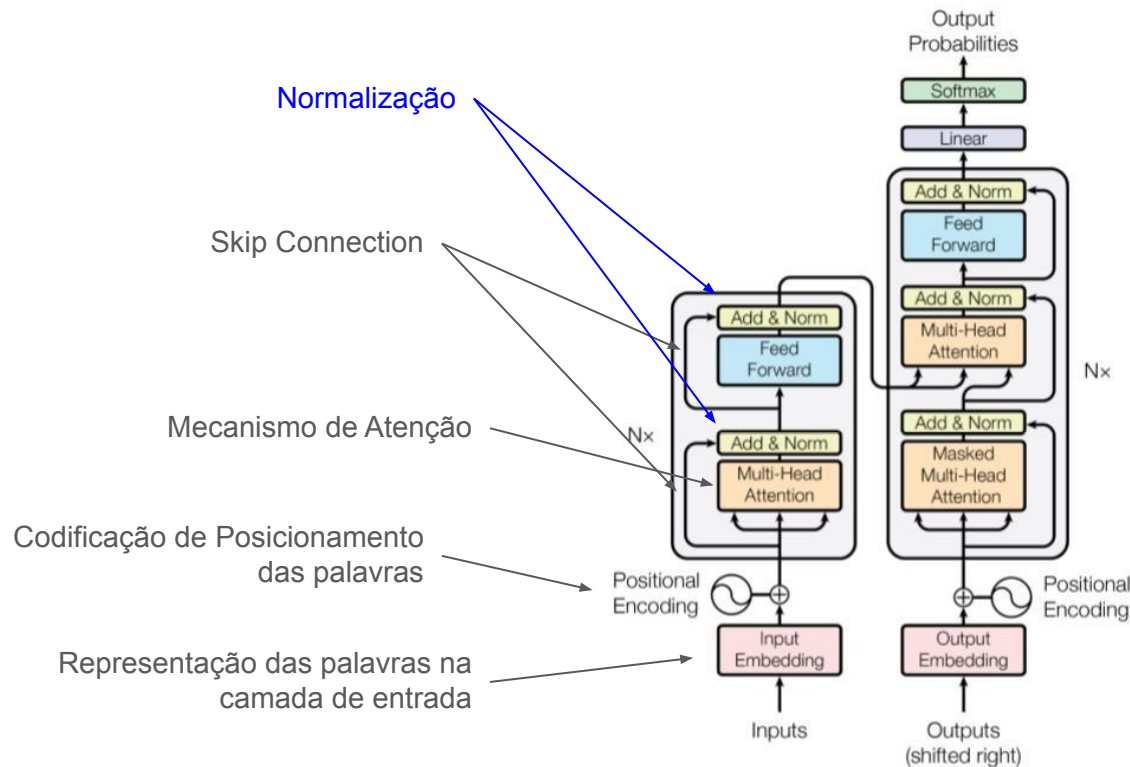 Output
Probabilities
Softmax
Linear
Normalização
Add & Norm
Feed
Forward
Skip Connection
Add & Norm
Multi-Head
Attention
Add & Norm
Feed
Forward
Nx
Mecanismo de Atenção
Nx
Add & Norm
Multi-Head
Attention
Add & Norm
Masked
Multi-Head
Attention
Codificação de Posicionamento
das palavras
Positional
Encoding
Positional
Encoding
Representação das palavras na
camada de entrada
Input
Embedding
Output
Embedding
Inputs
Outputs
(shifted right)